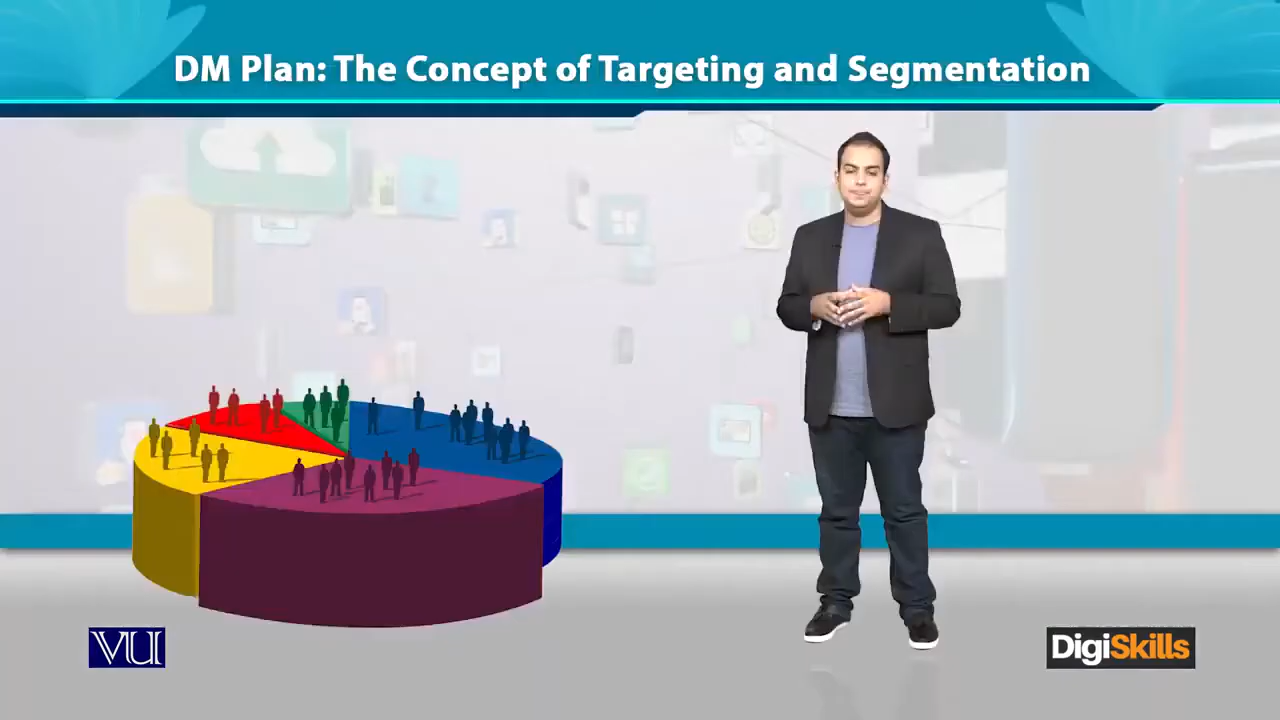 DM Plan: The Concept of Targeting and Segmentation
VU
DigiSkills